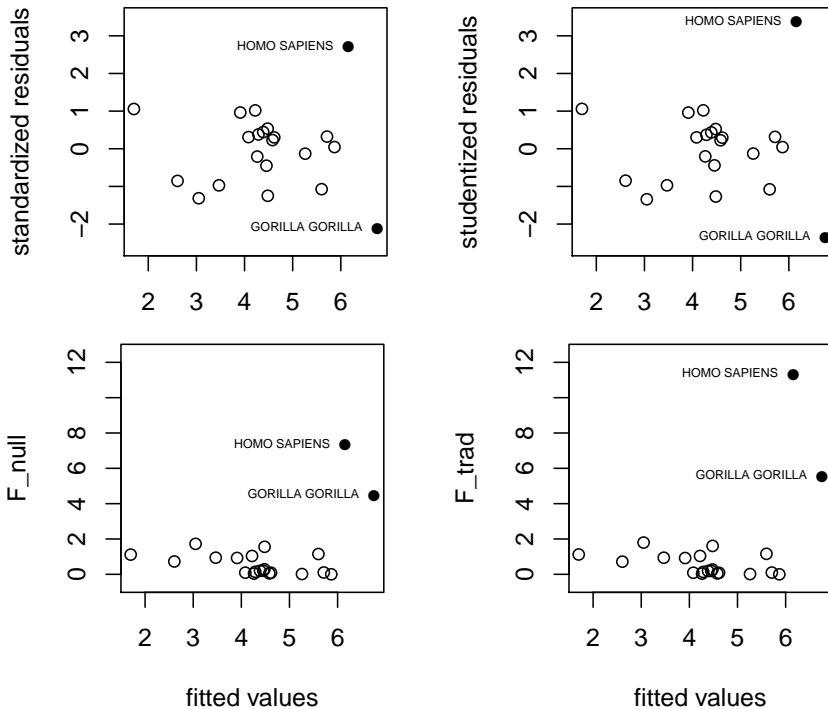 standardized residuals
3
1
0
−2
HOMO SAPIENS
GORILLA GORILLA
2 3 4 5 6
studentized residuals
3
1
0
−2
HOMO SAPIENS
GORILLA GORILLA
2 3 4 5 6
F_null
12
8
6
4
2
0
HOMO SAPIENS
GORILLA GORILLA
2 3 4 5 6
fitted values
F_trad
12
8
6
4
2
0
HOMO SAPIENS
GORILLA GORILLA
2 3 4 5 6
fitted values